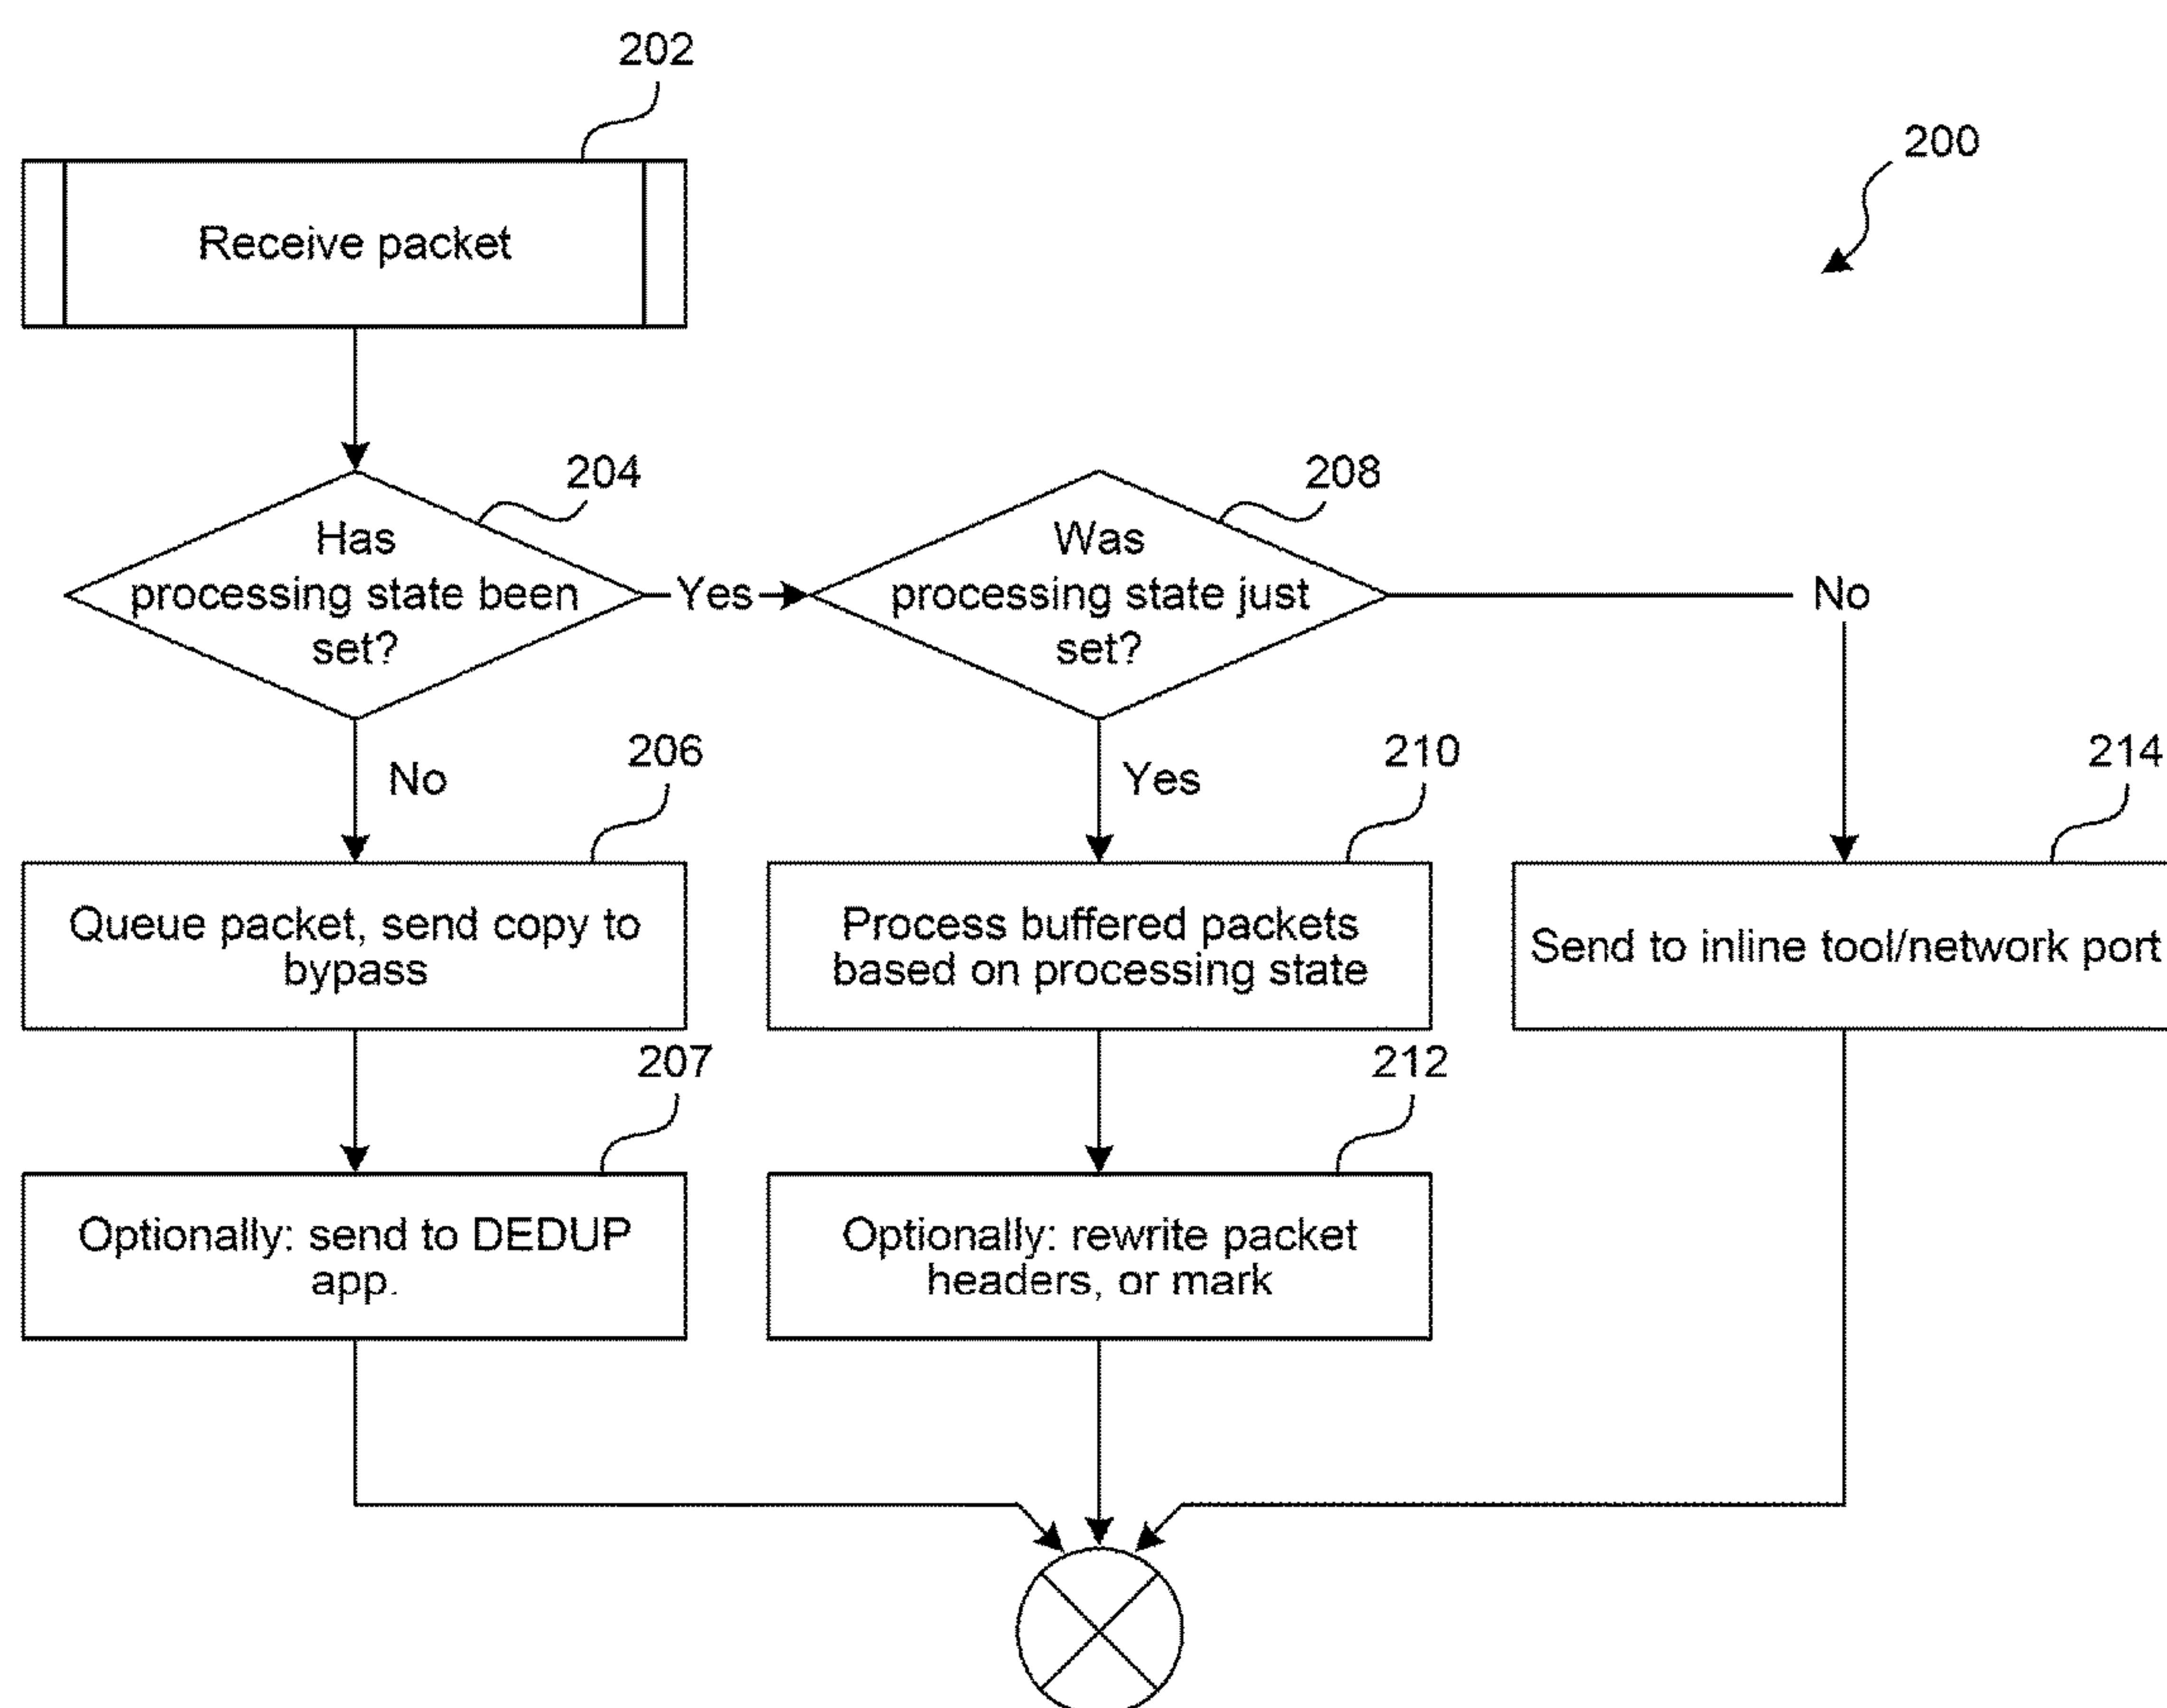 202
200
Receive packet
204
208
Has
processing state been
set?
Yes
Was
processing state just
set?
No
No
206
Yes
210
214
Queue packet, send copy to
bypass
Process buffered packets
based on processing state
Send to inline tool/network port
207
212
Optionally: send to DEDUP
app.
Optionally: rewrite packet
headers, or mark